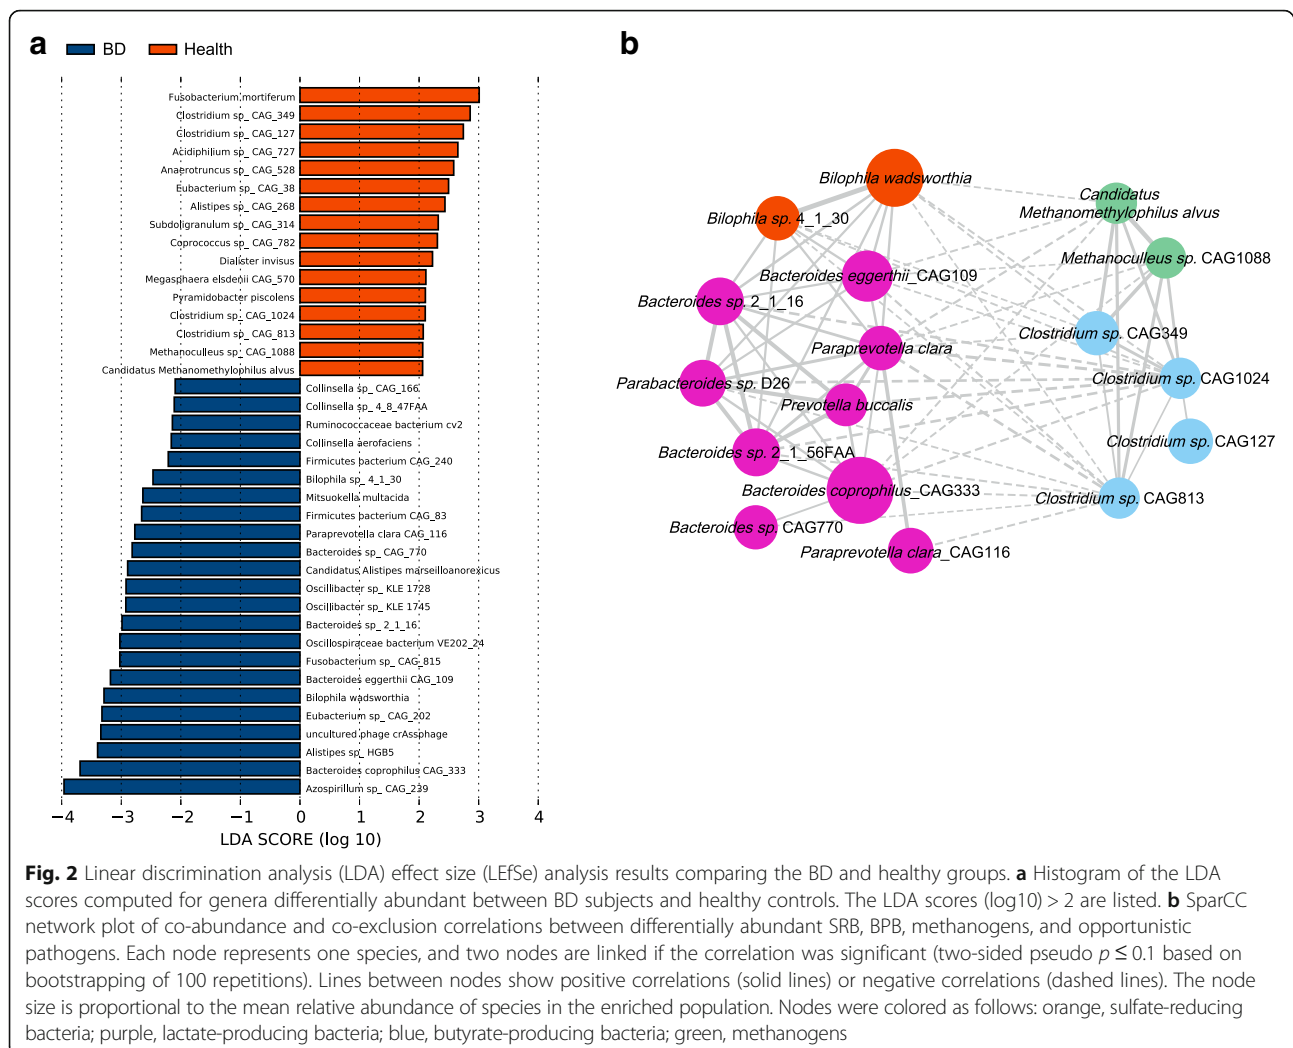 a
BD
Health
Fusobacterium mortiferum
Clostridium sp_ CAG_349
Clostridium sp_ CAG_127
Acidiphilium sp_ CAG_727
Anaerotruncus sp_ CAG_528
Eubacterium sp_ CAG_38
Alistipes sp_ CAG_268
Subdoligranulum sp_ CAG_314
Coprococcus sp_ CAG_782
Dialister invisus
Megasphaera elsdenii CAG_570
Pyramidobacter piscolens
Clostridium sp_ CAG_1024
Clostridium sp_ CAG_813
Methanoculleus sp_ CAG_1088
Candidatus Methanomethylophilus alvus
Collinsella sp_ CAG_166
Collinsella sp_ 4_8_47FAA
Ruminococcaceae bacterium cv2
Collinsella aerofaciens
Firmicutes bacterium CAG_240
Bilophila sp_ 4_1_30
Mitsuokella multacida
Firmicutes bacterium CAG_83
Paraprevotella clara CAG_116
Bacteroides sp_ CAG_770
Candidatus Alistipes marseilloanorexicus
Oscillibacter sp_ KLE 1728
Oscillibacter sp_ KLE 1745
Bacteroides sp_ 2_1_16
Oscillospiraceae bacterium VE202_24
Fusobacterium sp_ CAG_815
Bacteroides eggerthii CAG_109
Bilophila wadsworthia
Eubacterium sp_ CAG_202
uncultured phage crAssphage
Alistipes sp_ HGB5
Bacteroides coprophilus CAG_333
Azospirillum sp_ CAG_239
−4 −3 −2 −1 0 1 2 3 4
LDA SCORE (log 10)
b
Bilophila wadsworthia
Candidatus
Methanomethylophilus alvus
Bilophila sp. 4_1_30
Methanoculleus sp. CAG1088
Bacteroides eggerthii_CAG109
Bacteroides sp. 2_1_16
Clostridium sp. CAG349
Paraprevotella clara
Clostridium sp. CAG1024
Parabacteroides sp. D26
Prevotella buccalis
Clostridium sp. CAG127
Bacteroides sp. 2_1_56FAA
Bacteroides coprophilus_CAG333
Clostridium sp. CAG813
Bacteroides sp. CAG770
Paraprevotella clara_CAG116
Fig. 2 Linear discrimination analysis (LDA) effect size (LEfSe) analysis results comparing the BD and healthy groups. a Histogram of the LDA
scores computed for genera differentially abundant between BD subjects and healthy controls. The LDA scores (log10) > 2 are listed. b SparCC
network plot of co-abundance and co-exclusion correlations between differentially abundant SRB, BPB, methanogens, and opportunistic
pathogens. Each node represents one species, and two nodes are linked if the correlation was significant (two-sided pseudo p ≤ 0.1 based on
bootstrapping of 100 repetitions). Lines between nodes show positive correlations (solid lines) or negative correlations (dashed lines). The node
size is proportional to the mean relative abundance of species in the enriched population. Nodes were colored as follows: orange, sulfate-reducing
bacteria; purple, lactate-producing bacteria; blue, butyrate-producing bacteria; green, methanogens